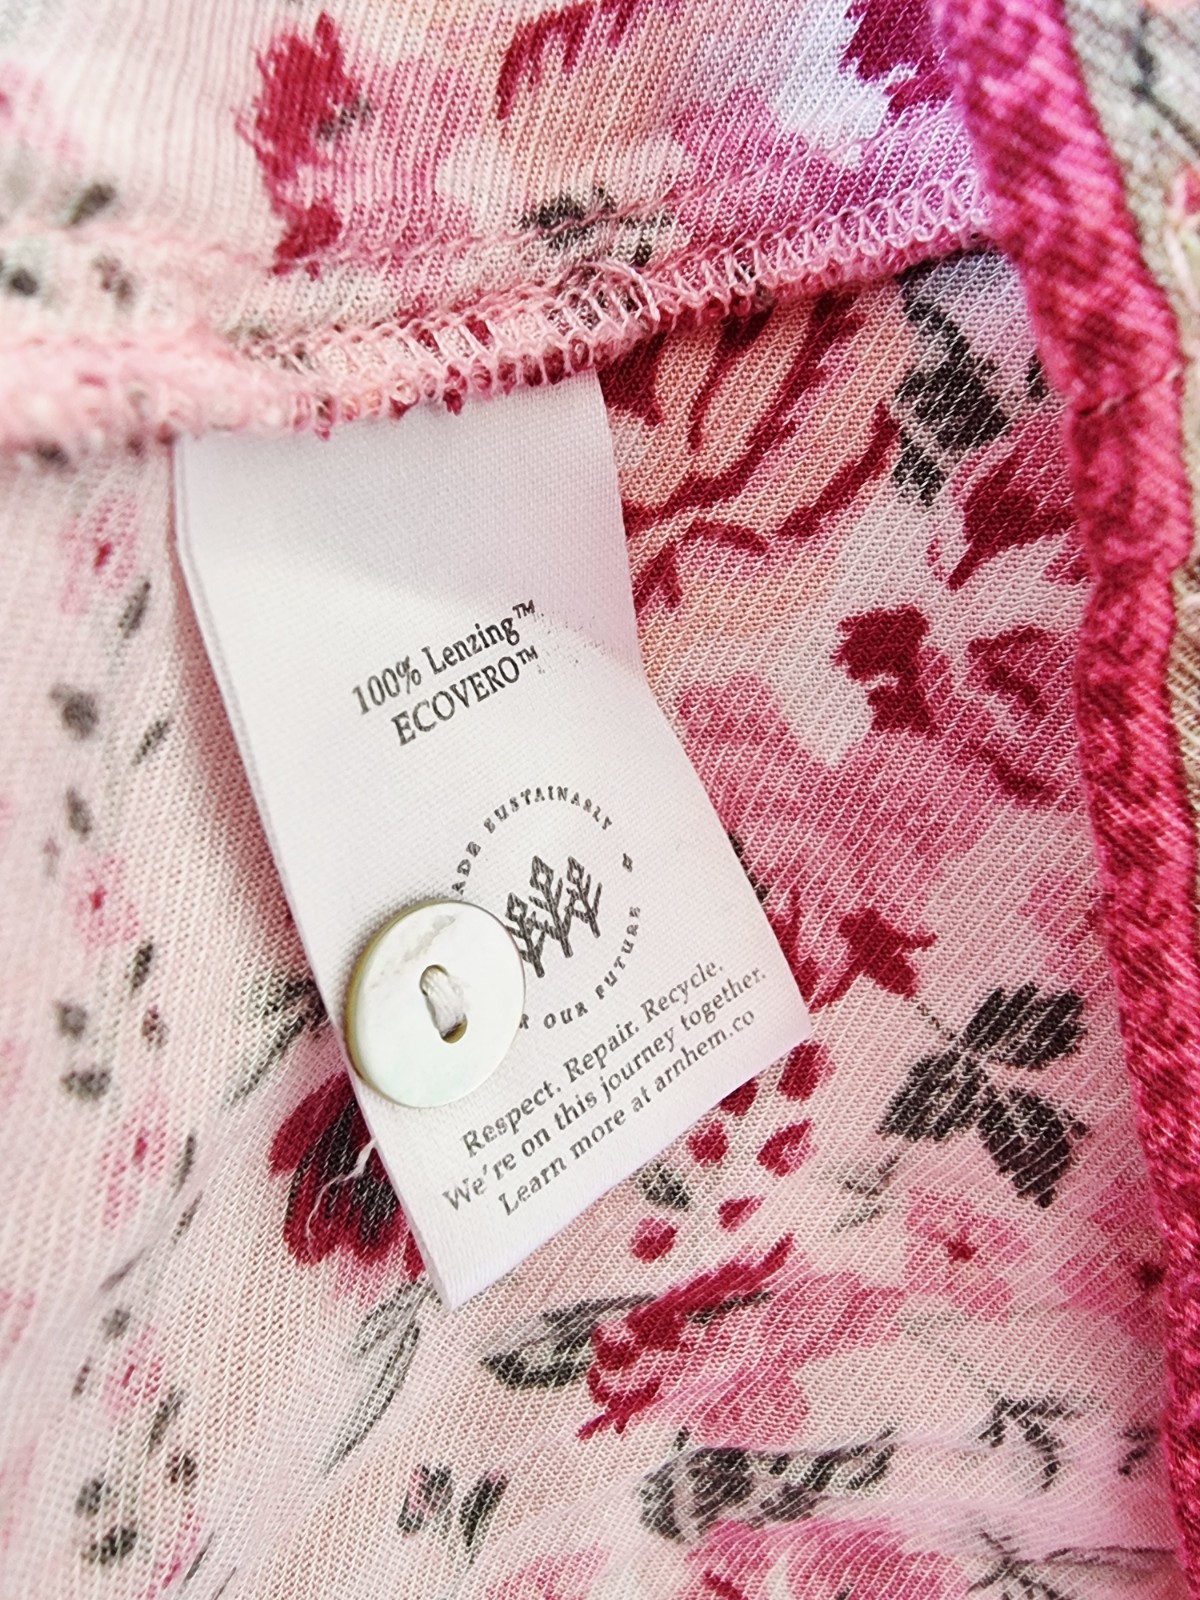 100% Lenzing™
ECOVERO™
ADE SUSTAINABLY
OUR FUTURE
Respect. Repair. Recycle.
We're on this journey together.
Learn more at arnhem.co